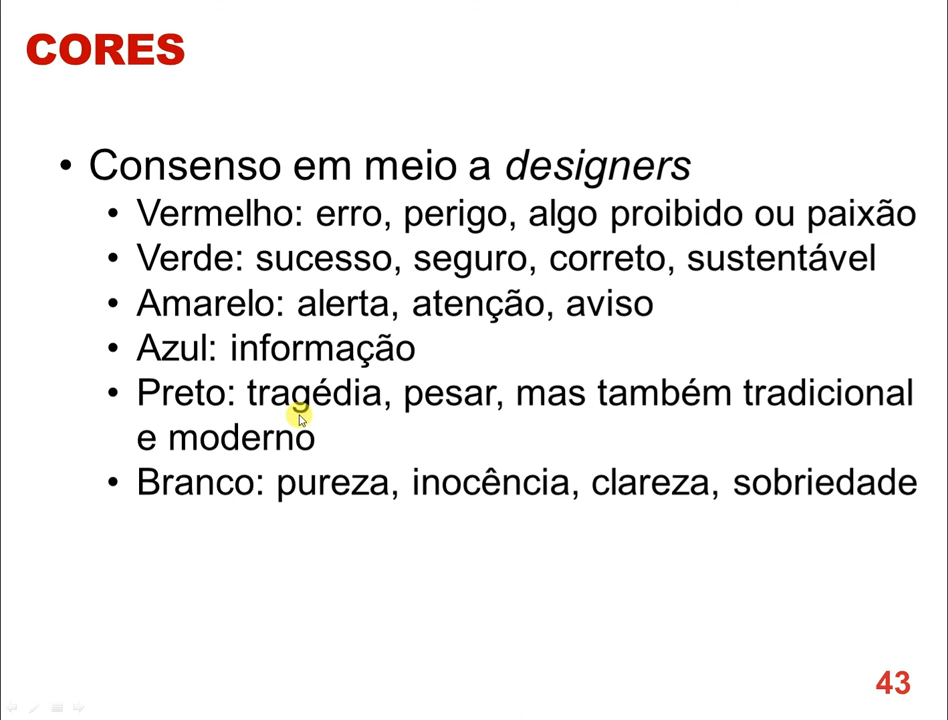 CORES
• Consenso em meio a designers
• Vermelho: erro, perigo, algo proibido ou paixão
• Verde: sucesso, seguro, correto, sustentável
• Amarelo: alerta, atenção, aviso
• Azul: informação
• Preto: tragédia, pesar, mas também tradicional
e moderno
• Branco: pureza, inocência, clareza, sobriedade
43